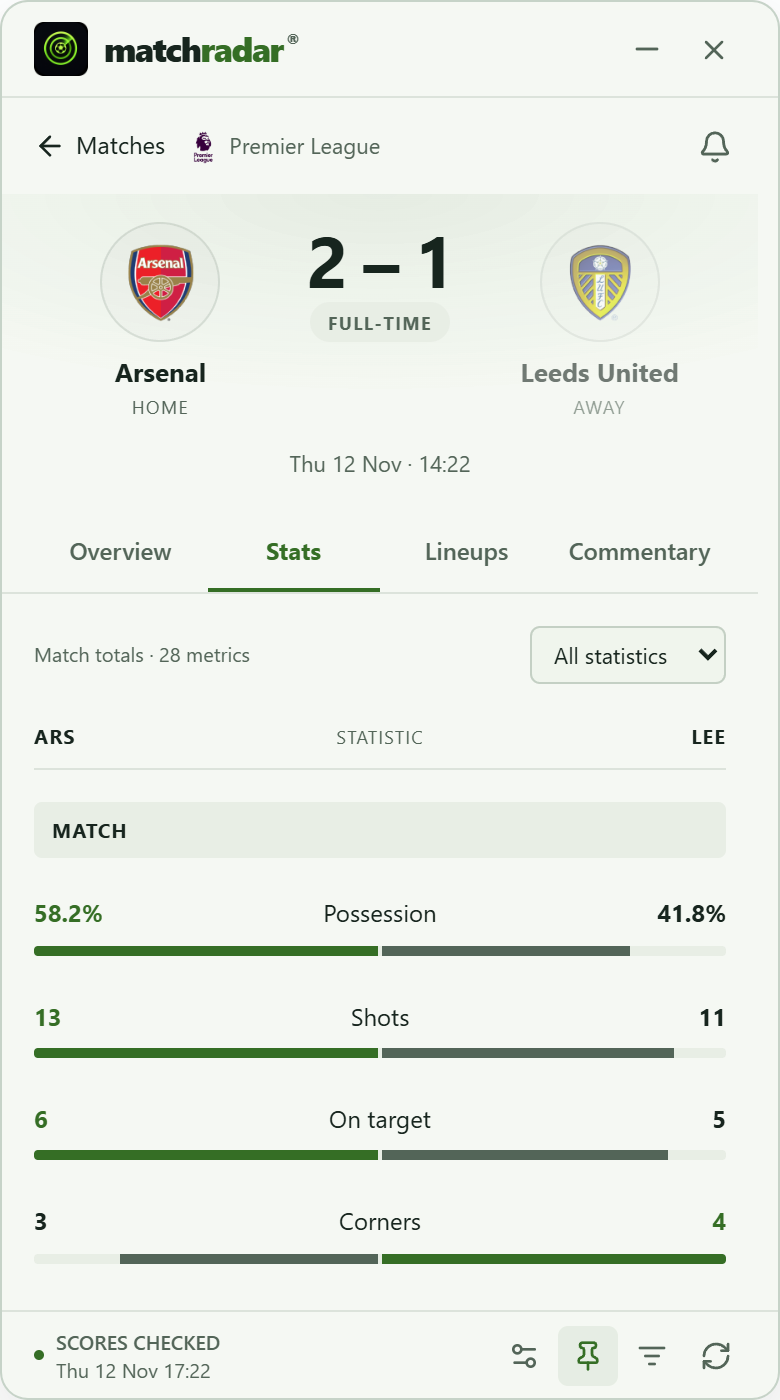 matchradar®
Matches Premier League Premier League
Arsenal
2 – 1
FULL-TIME
Arsenal
HOME
Leeds United
AWAY
Thu 12 Nov · 14:22
Overview Stats Lineups Commentary
Match totals · 28 metrics All statistics
ARS STATISTIC LEE
MATCH
58.2% Possession 41.8%
13 Shots 11
6 On target 5
3 Corners 4
SCORES CHECKED
Thu 12 Nov 17:22